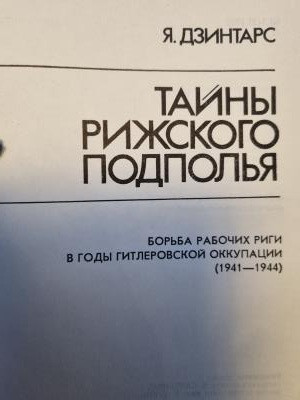 Я. ДЗИНТАРС
ТАЙНЫ
РИЖСКОГО
ПОДПОЛЬЯ
БОРЬБА РАБОЧИХ РИГИ
В ГОДЫ ГИТЛЕРОВСКОЙ ОККУПАЦИИ
(1941—1944)